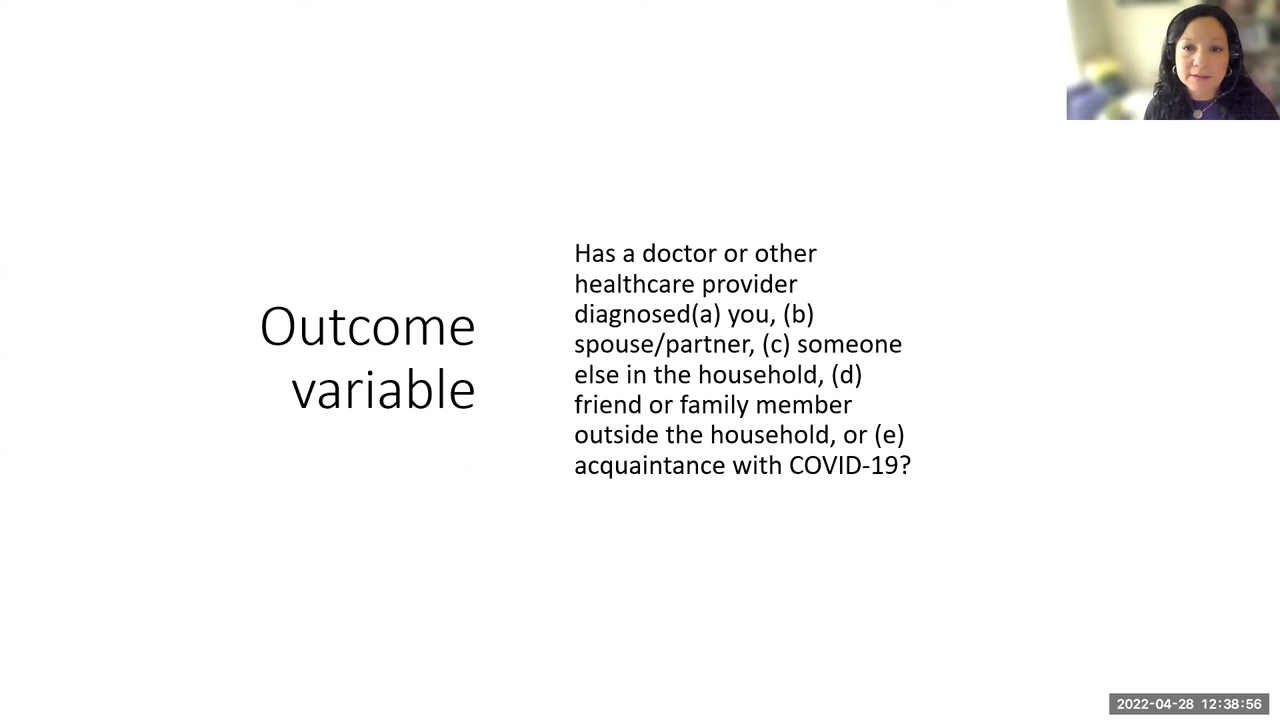 Outcome
variable
Has a doctor or other
healthcare provider
diagnosed(a) you, (b)
spouse/partner, (c) someone
else in the household, (d)
friend or family member
outside the household, or (e)
acquaintance with COVID-19?
2022-04-28 12:38:56